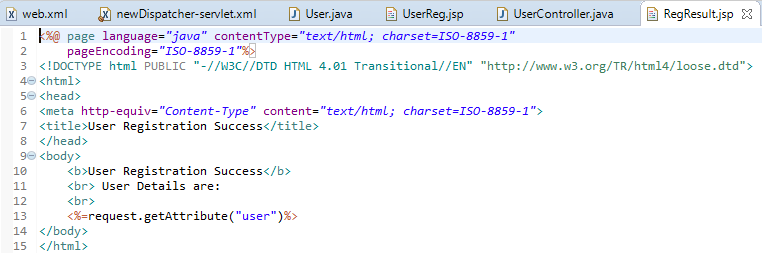 web.xml newDispatcher-servlet.xml User.java UserReg.jsp UserController.java RegResult.jsp
1 <%@ page language="java" contentType="text/html; charset=ISO-8859-1"
2 pageEncoding="ISO-8859-1"%>
3 <!DOCTYPE html PUBLIC "-//W3C//DTD HTML 4.01 Transitional//EN" "http://www.w3.org/TR/html4/loose.dtd">
4 <html>
5 <head>
6 <meta http-equiv="Content-Type" content="text/html; charset=ISO-8859-1">
7 <title>User Registration Success</title>
8 </head>
9 <body>
10 <b>User Registration Success</b>
11 <br> User Details are:
12 <br>
13 <%=request.getAttribute("user")%>
14 </body>
15 </html>